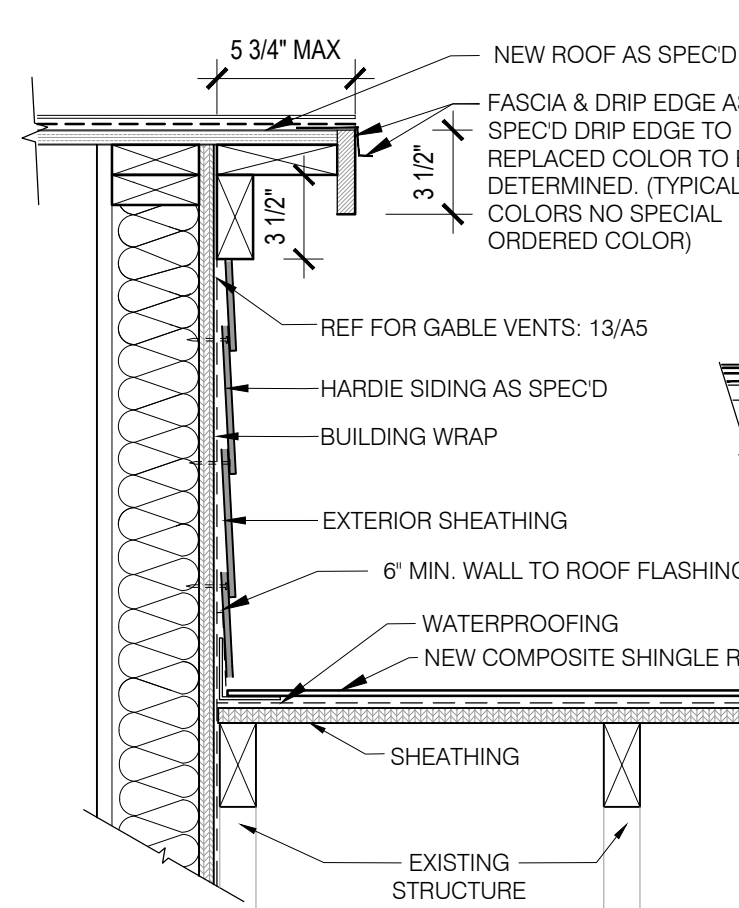 5 3/4" MAX
NEW ROOF AS SPEC'D
FASCIA & DRIP EDGE
SPEC'D DRIP EDGE TO
REPLACED COLOR TO
DETERMINED. (TYPICAL
COLORS NO SPECIAL
ORDERED COLOR)
3 1/2"
3 1/2"
REF FOR GABLE VENTS: 13/A5
HARDIE SIDING AS SPEC'D
BUILDING WRAP
EXTERIOR SHEATHING
6" MIN. WALL TO ROOF FLASHING
WATERPROOFING
NEW COMPOSITE SHINGLE
SHEATHING
EXISTING
STRUCTURE